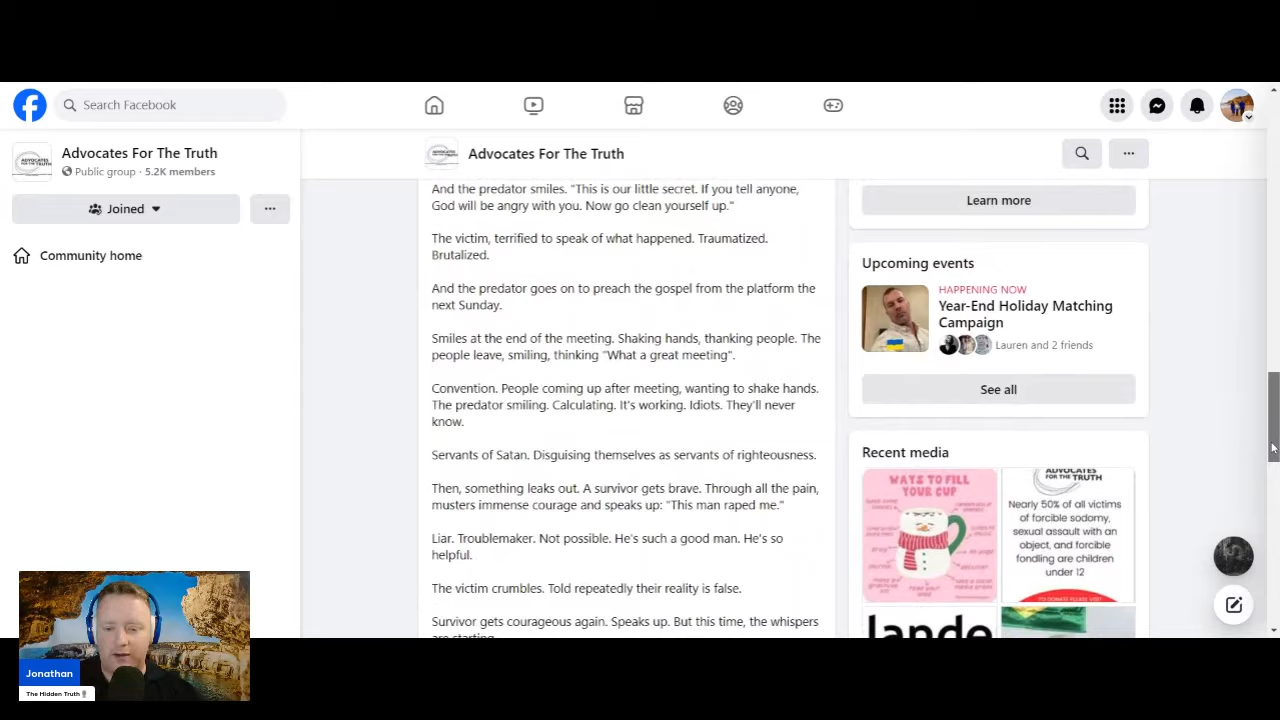 Search Facebook
Advocates For The Truth
Public group · 5.2K members
Joined
Community home
Advocates For The Truth
And the predator smiles. "This is our little secret. If you tell anyone,
God will be angry with you. Now go clean yourself up."
The victim, terrified to speak of what happened. Traumatized.
Brutalized.
And the predator goes on to preach the gospel from the platform the
next Sunday.
Smiles at the end of the meeting. Shaking hands, thanking people. The
people leave, smiling, thinking "What a great meeting".
Convention. People coming up after meeting, wanting to shake hands.
The predator smiling. Calculating. It's working. Idiots. They'll never
know.
Servants of Satan. Disguising themselves as servants of righteousness.
Then, something leaks out. A survivor gets brave. Through all the pain,
musters immense courage and speaks up: "This man raped me."
Liar. Troublemaker. Not possible. He's such a good man. He's so
helpful.
The victim crumbles. Told repeatedly their reality is false.
Survivor gets courageous again. Speaks up. But this time, the whispers
are starting
Learn more
Upcoming events
HAPPENING NOW
Year-End Holiday Matching
Campaign
Lauren and 2 friends
See all
Recent media
WAYS TO FILL
YOUR CUP
ADVOCATES
FOR THE TRUTH
Nearly 50% of all victims
of forcible sodomy,
sexual assault with an
object, and forcible
fondling are children
under 12
lande
Jonathan
The Hidden Truth